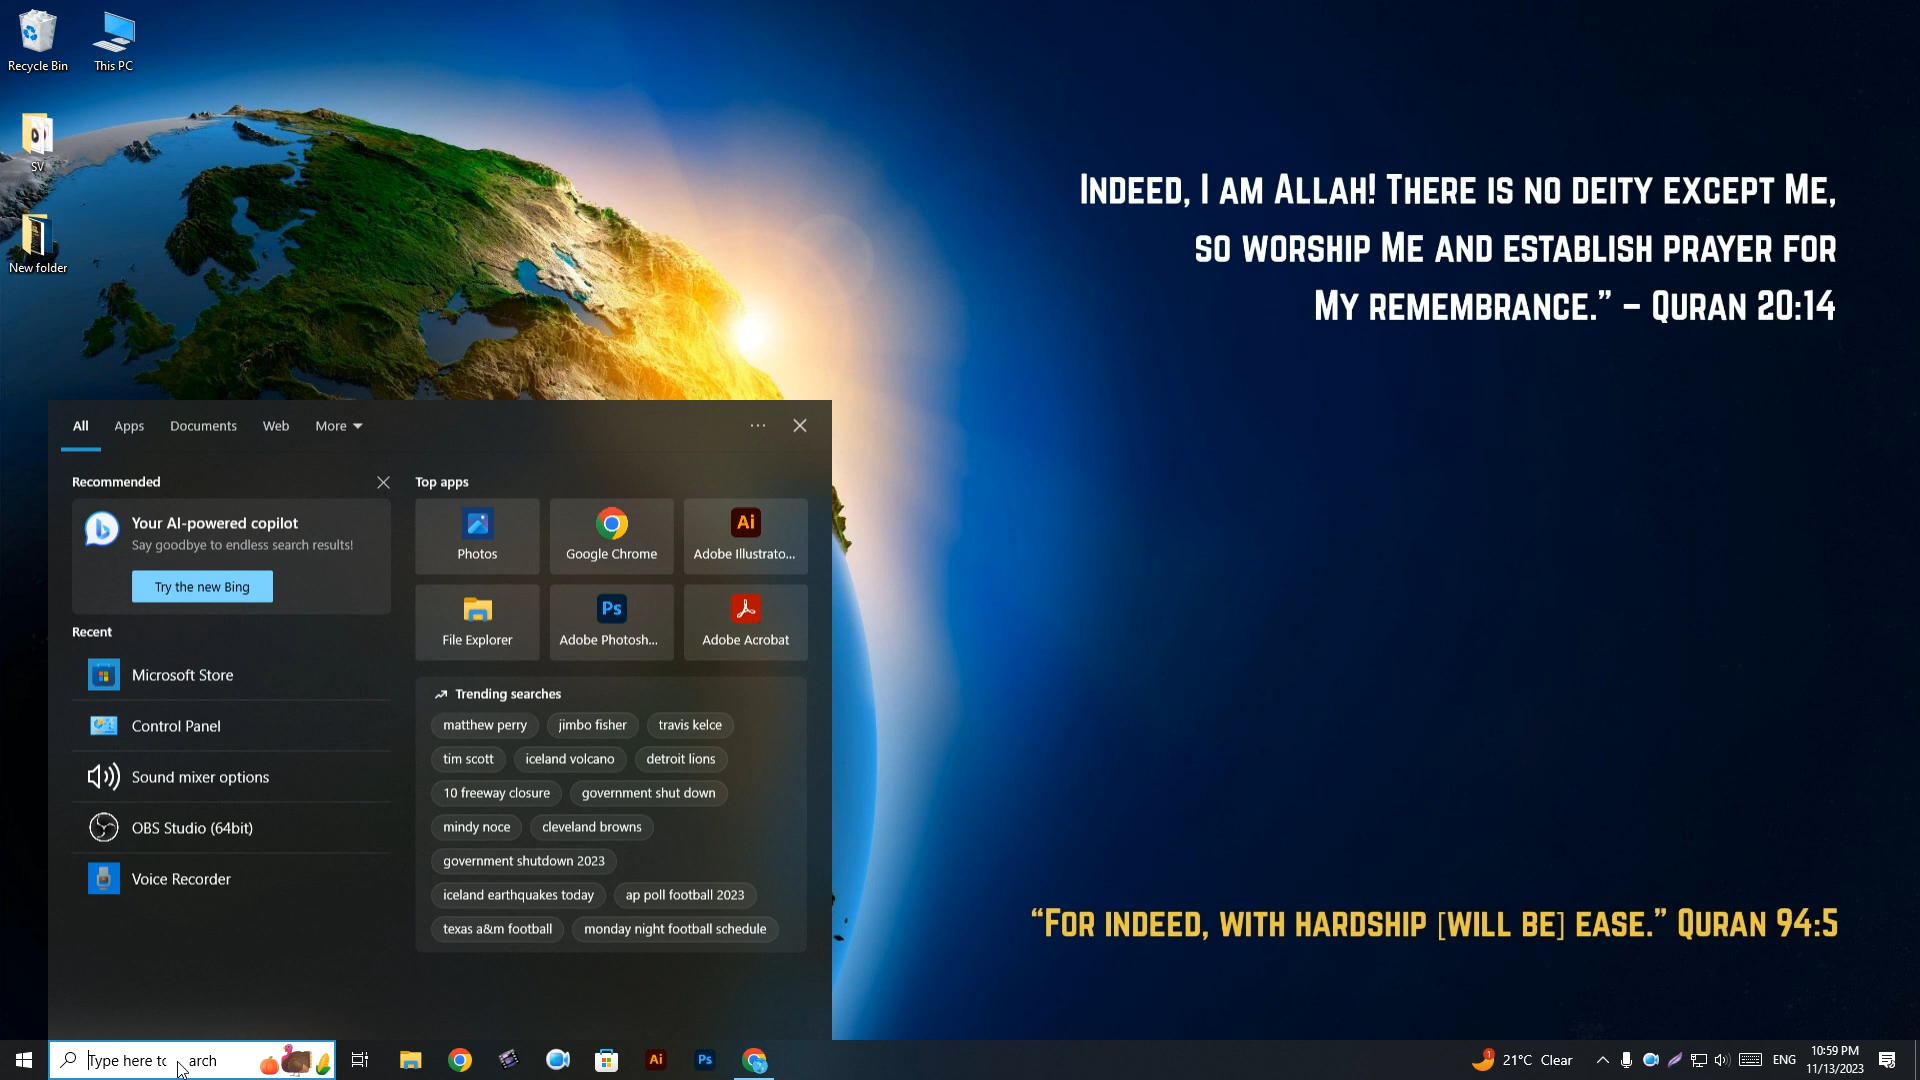 Recycle Bin
This PC
SV
New folder
INDEED, I AM ALLAH! THERE IS NO DEITY EXCEPT ME,
SO WORSHIP ME AND ESTABLISH PRAYER FOR
MY REMEMBRANCE.” – QURAN 20:14
All Apps Documents Web More
Recommended
Your AI-powered copilot
Say goodbye to endless search results!
Try the new Bing
Recent
Microsoft Store
Control Panel
Sound mixer options
OBS Studio (64bit)
Voice Recorder
Top apps
Photos
Google Chrome
Ai
Adobe Illustrato...
File Explorer
Ps
Adobe Photosh...
Adobe Acrobat
Trending searches
matthew perry jimbo fisher travis kelce
tim scott iceland volcano detroit lions
10 freeway closure government shut down
mindy noce cleveland browns
government shutdown 2023
iceland earthquakes today ap poll football 2023
texas a&m football monday night football schedule
“FOR INDEED, WITH HARDSHIP [WILL BE] EASE.” QURAN 94:5
Type here to arch
Ai
Ps
1
21°C Clear
ENG
10:59 PM
11/13/2023